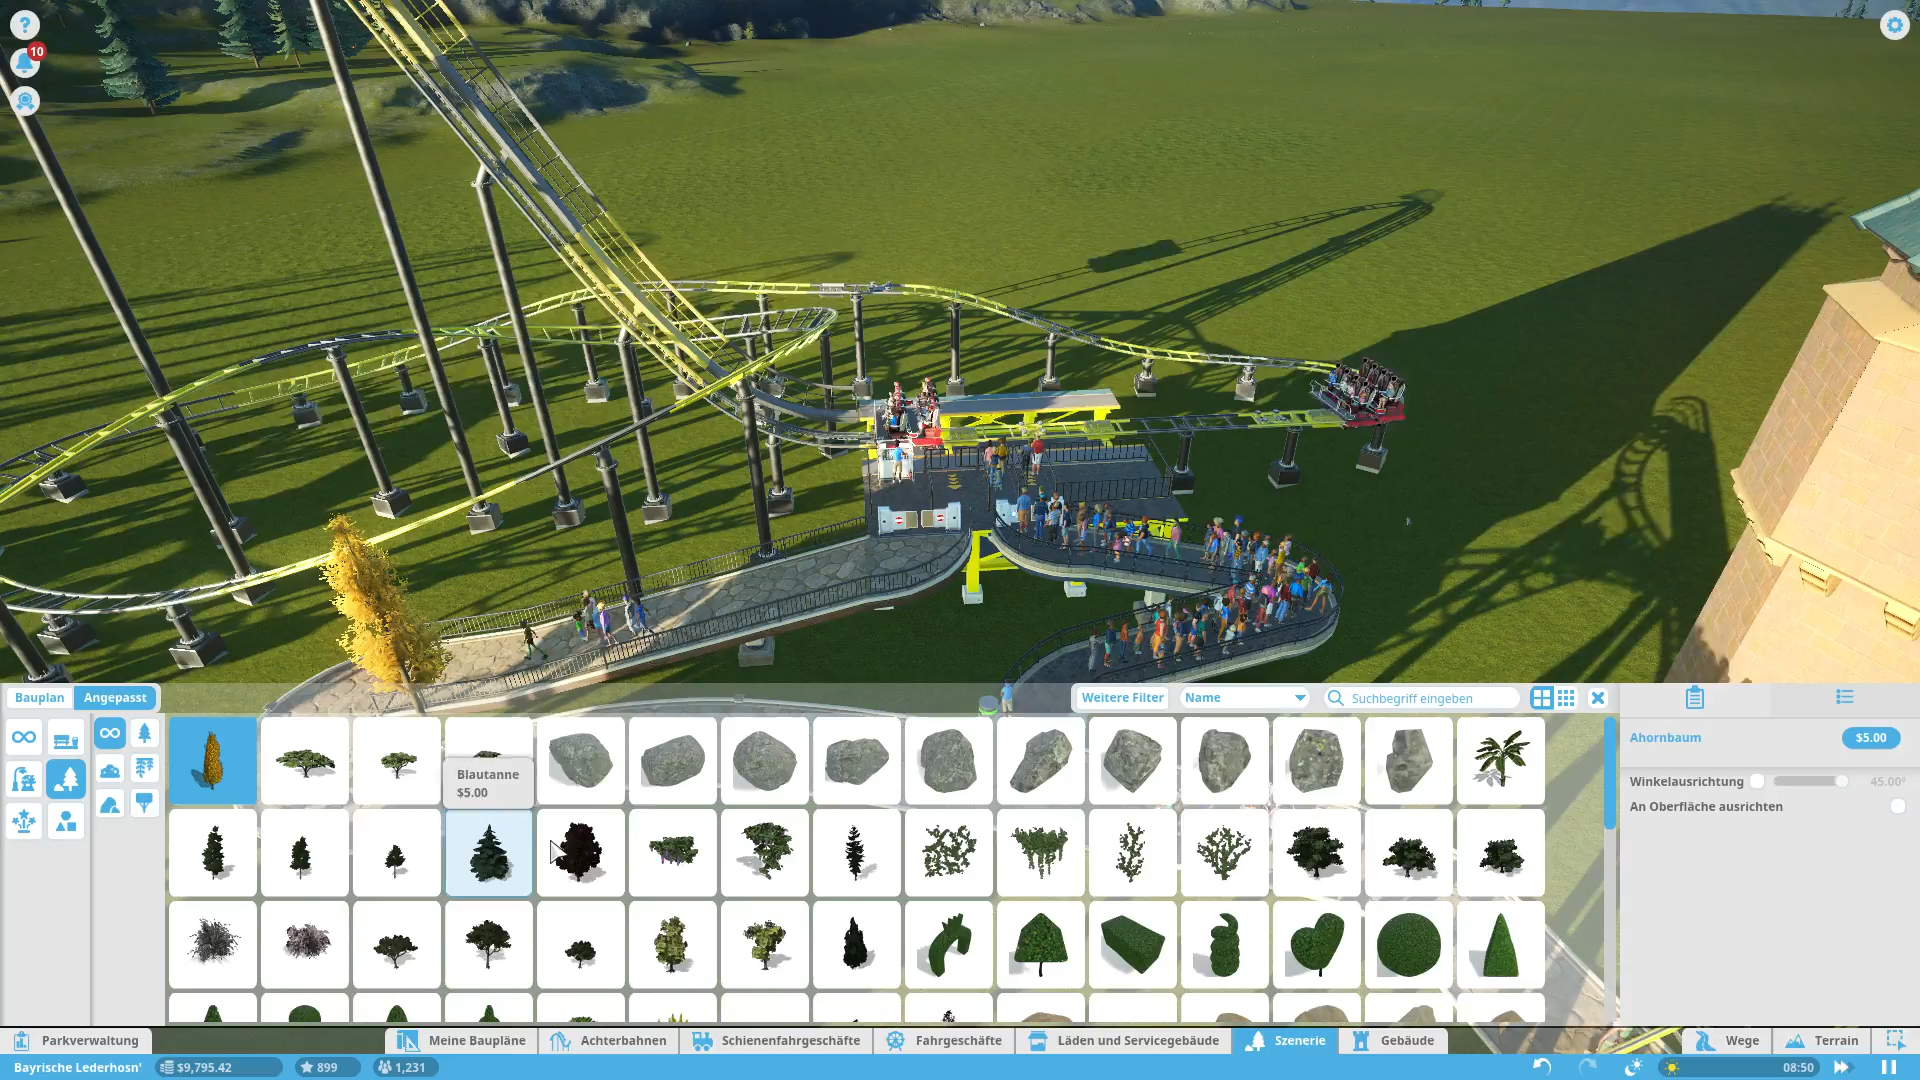 ?
10
Bauplan
Angepasst
Weitere Filter
Name
Suchbegriff eingeben
Blautanne
$5.00
Ahornbaum
$5.00
Winkelausrichtung
45.00°
An Oberfläche ausrichten
Parkverwaltung
Meine Baupläne
Achterbahnen
Schienenfahrgeschäfte
Fahrgeschäfte
Läden und Servicegebäude
Szenerie
Gebäude
Wege
Terrain
Bayrische Lederhosn'
$9,795.42
899
1,231
08:50